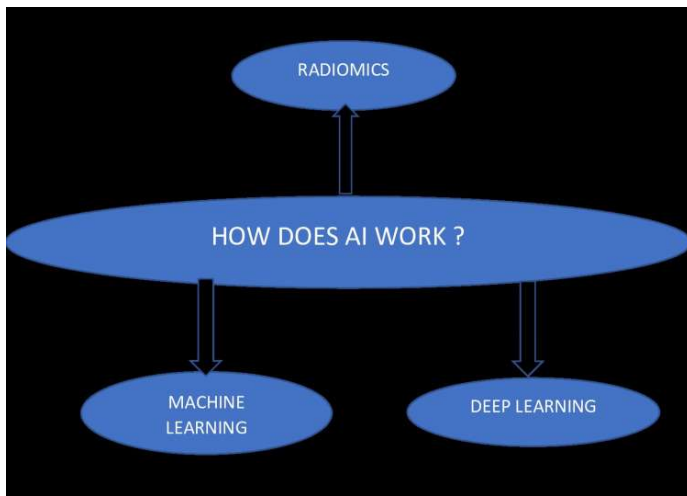 RADIOMICS
HOW DOES AI WORK ?
MACHINE
LEARNING
DEEP LEARNING